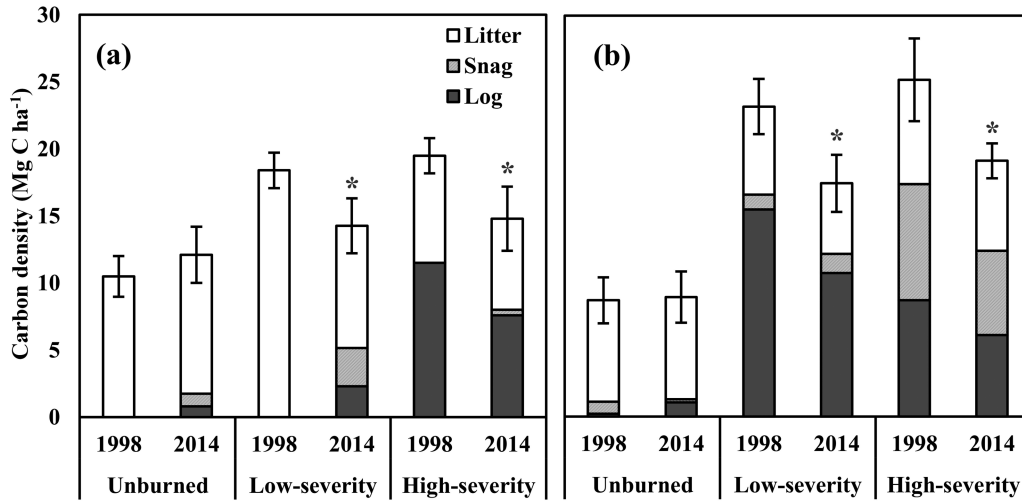 30
25
20
15
10
5
0
Carbon density (Mg C ha⁻¹)
(a)
Litter
Snag
Log
*
*
(b)
*
*
1998 2014 1998 2014 1998 2014 1998 2014 1998 2014 1998 2014
Unburned Low-severity High-severity Unburned Low-severity High-severity